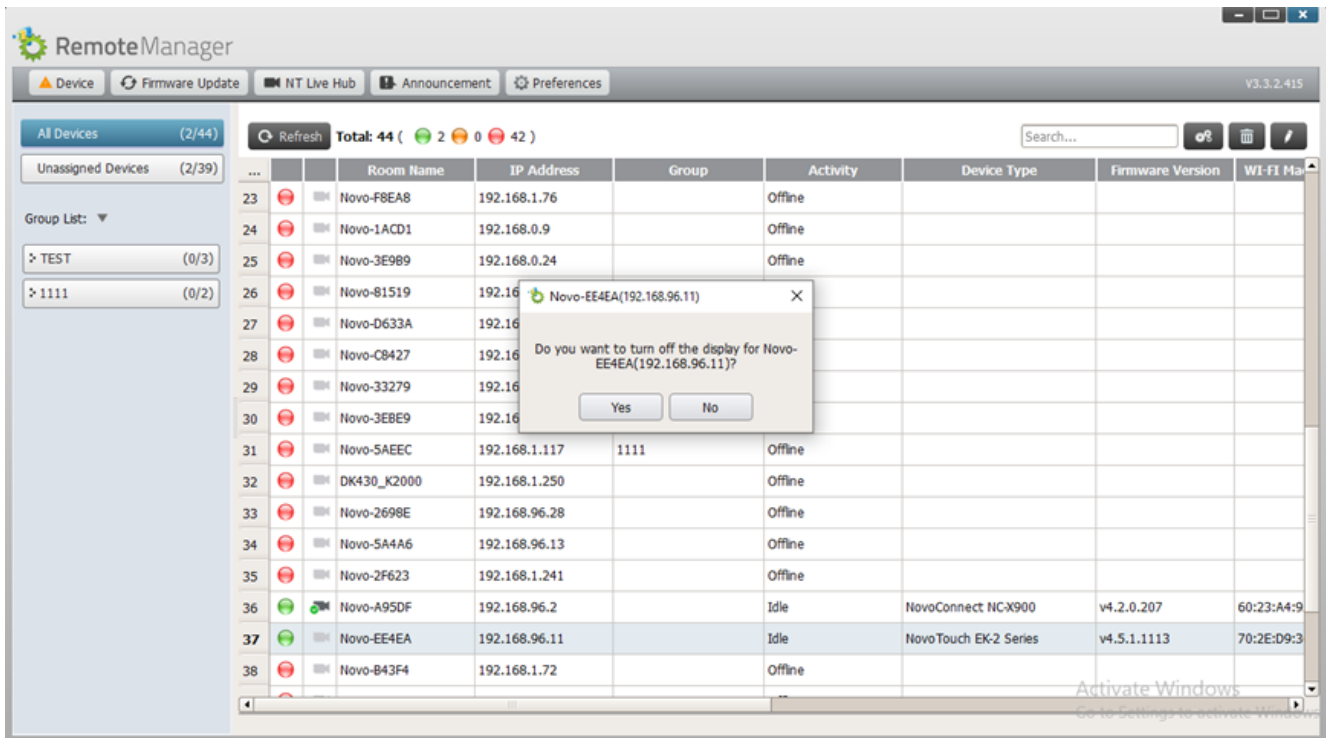 RemoteManager
Device Firmware Update NT Live Hub Announcement Preferences V3.3.2.415
All Devices (2/44)
Unassigned Devices (2/39)
Group List:
TEST (0/3)
1111 (0/2)
Refresh Total: 44 ( 2 0 42 ) Search...
... Room Name IP Address Group Activity Device Type Firmware Version WI-FI Ma
23 Novo-F8EA8 192.168.1.76 Offline
24 Novo-1ACD1 192.168.0.9 Offline
25 Novo-3E9B9 192.168.0.24 Offline
26 Novo-81519 192.16
27 Novo-D633A 192.16
28 Novo-C8427 192.16
29 Novo-33279 192.16
30 Novo-3EBE9 192.16
31 Novo-5AEEC 192.168.1.117 1111 Offline
32 DK430_K2000 192.168.1.250 Offline
33 Novo-2698E 192.168.96.28 Offline
34 Novo-5A4A6 192.168.96.13 Offline
35 Novo-2F623 192.168.1.241 Offline
36 Novo-A95DF 192.168.96.2 Idle NovoConnect NC-X900 v4.2.0.207 60:23:A4:9
37 Novo-EE4EA 192.168.96.11 Idle NovoTouch EK-2 Series v4.5.1.1113 70:2E:D9:3
38 Novo-B43F4 192.168.1.72 Offline
Novo-EE4EA(192.168.96.11)
Do you want to turn off the display for Novo-
EE4EA(192.168.96.11)?
Yes No
Activate Windows
Go to Settings to activate Windows